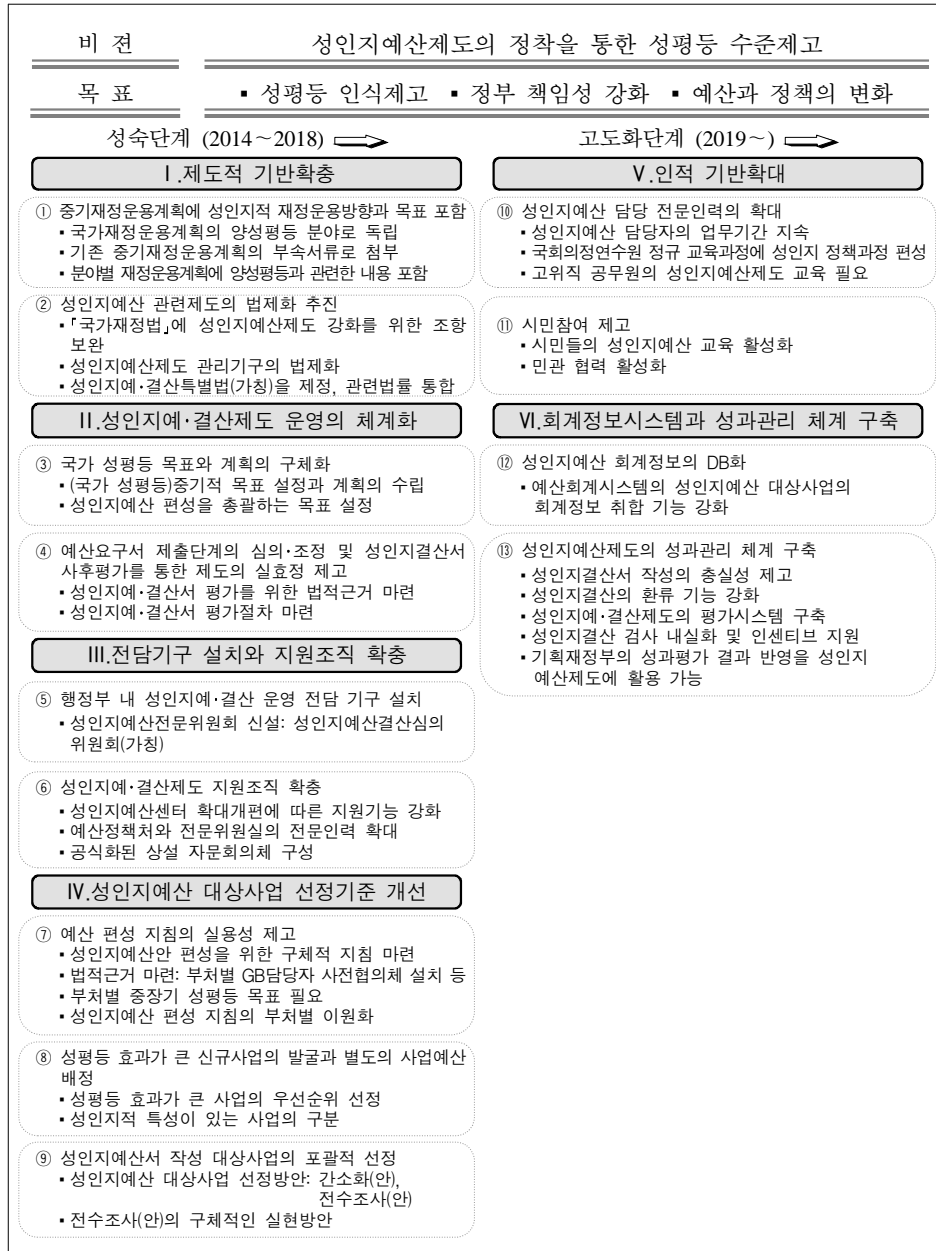 비 전
성인지예산제도의 정착을 통한 성평등 수준제고
목 표
▪ 성평등 인식제고 ▪ 정부 책임성 강화 ▪ 예산과 정책의 변화
성숙단계 (2014～2018)
Ⅰ.제도적 기반확충
① 중기재정운용계획에 성인지적 재정운용방향과 목표 포함
▪ 국가재정운용계획의 양성평등 분야로 독립
▪ 기존 중기재정운용계획의 부속서류로 첨부
▪ 분야별 재정운용계획에 양성평등과 관련한 내용 포함
② 성인지예산 관련제도의 법제화 추진
▪ 「국가재정법」에 성인지예산제도 강화를 위한 조항
보완
▪ 성인지예산제도 관리기구의 법제화
▪ 성인지예·결산특별법(가칭)을 제정, 관련법률 통합
Ⅱ.성인지예·결산제도 운영의 체계화
③ 국가 성평등 목표와 계획의 구체화
▪ (국가 성평등)중기적 목표 설정과 계획의 수립
▪ 성인지예산 편성을 총괄하는 목표 설정
④ 예산요구서 제출단계의 심의·조정 및 성인지결산서
사후평가를 통한 제도의 실효정 제고
▪ 성인지예·결산서 평가를 위한 법적근거 마련
▪ 성인지예·결산서 평가절차 마련
Ⅲ.전담기구 설치와 지원조직 확충
⑤ 행정부 내 성인지예·결산 운영 전담 기구 설치
▪ 성인지예산전문위원회 신설: 성인지예산결산심의
위원회(가칭)
⑥ 성인지예·결산제도 지원조직 확충
▪ 성인지예산센터 확대개편에 따른 지원기능 강화
▪ 예산정책처와 전문위원실의 전문인력 확대
▪ 공식화된 상설 자문회의체 구성
Ⅳ.성인지예산 대상사업 선정기준 개선
⑦ 예산 편성 지침의 실용성 제고
▪ 성인지예산안 편성을 위한 구체적 지침 마련
▪ 법적근거 마련: 부처별 GB담당자 사전협의체 설치 등
▪ 부처별 중장기 성평등 목표 필요
▪ 성인지예산 편성 지침의 부처별 이원화
⑧ 성평등 효과가 큰 신규사업의 발굴과 별도의 사업예산
배정
▪ 성평등 효과가 큰 사업의 우선순위 선정
▪ 성인지적 특성이 있는 사업의 구분
⑨ 성인지예산서 작성 대상사업의 포괄적 선정
▪ 성인지예산 대상사업 선정방안: 간소화(안),
전수조사(안)
▪ 전수조사(안)의 구체적인 실현방안
고도화단계 (2019～)
Ⅴ.인적 기반확대
⑩ 성인지예산 담당 전문인력의 확대
▪ 성인지예산 담당자의 업무기간 지속
▪ 국회의정연수원 정규 교육과정에 성인지 정책과정 편성
▪ 고위직 공무원의 성인지예산제도 교육 필요
⑪ 시민참여 제고
▪ 시민들의 성인지예산 교육 활성화
▪ 민관 협력 활성화
Ⅵ.회계정보시스템과 성과관리 체계 구축
⑫ 성인지예산 회계정보의 DB화
▪ 예산회계시스템의 성인지예산 대상사업의
회계정보 취합 기능 강화
⑬ 성인지예산제도의 성과관리 체계 구축
▪ 성인지결산서 작성의 충실성 제고
▪ 성인지결산의 환류 기능 강화
▪ 성인지예·결산제도의 평가시스템 구축
▪ 성인지결산 검사 내실화 및 인센티브 지원
▪ 기획재정부의 성과평가 결과 반영을 성인지
예산제도에 활용 가능